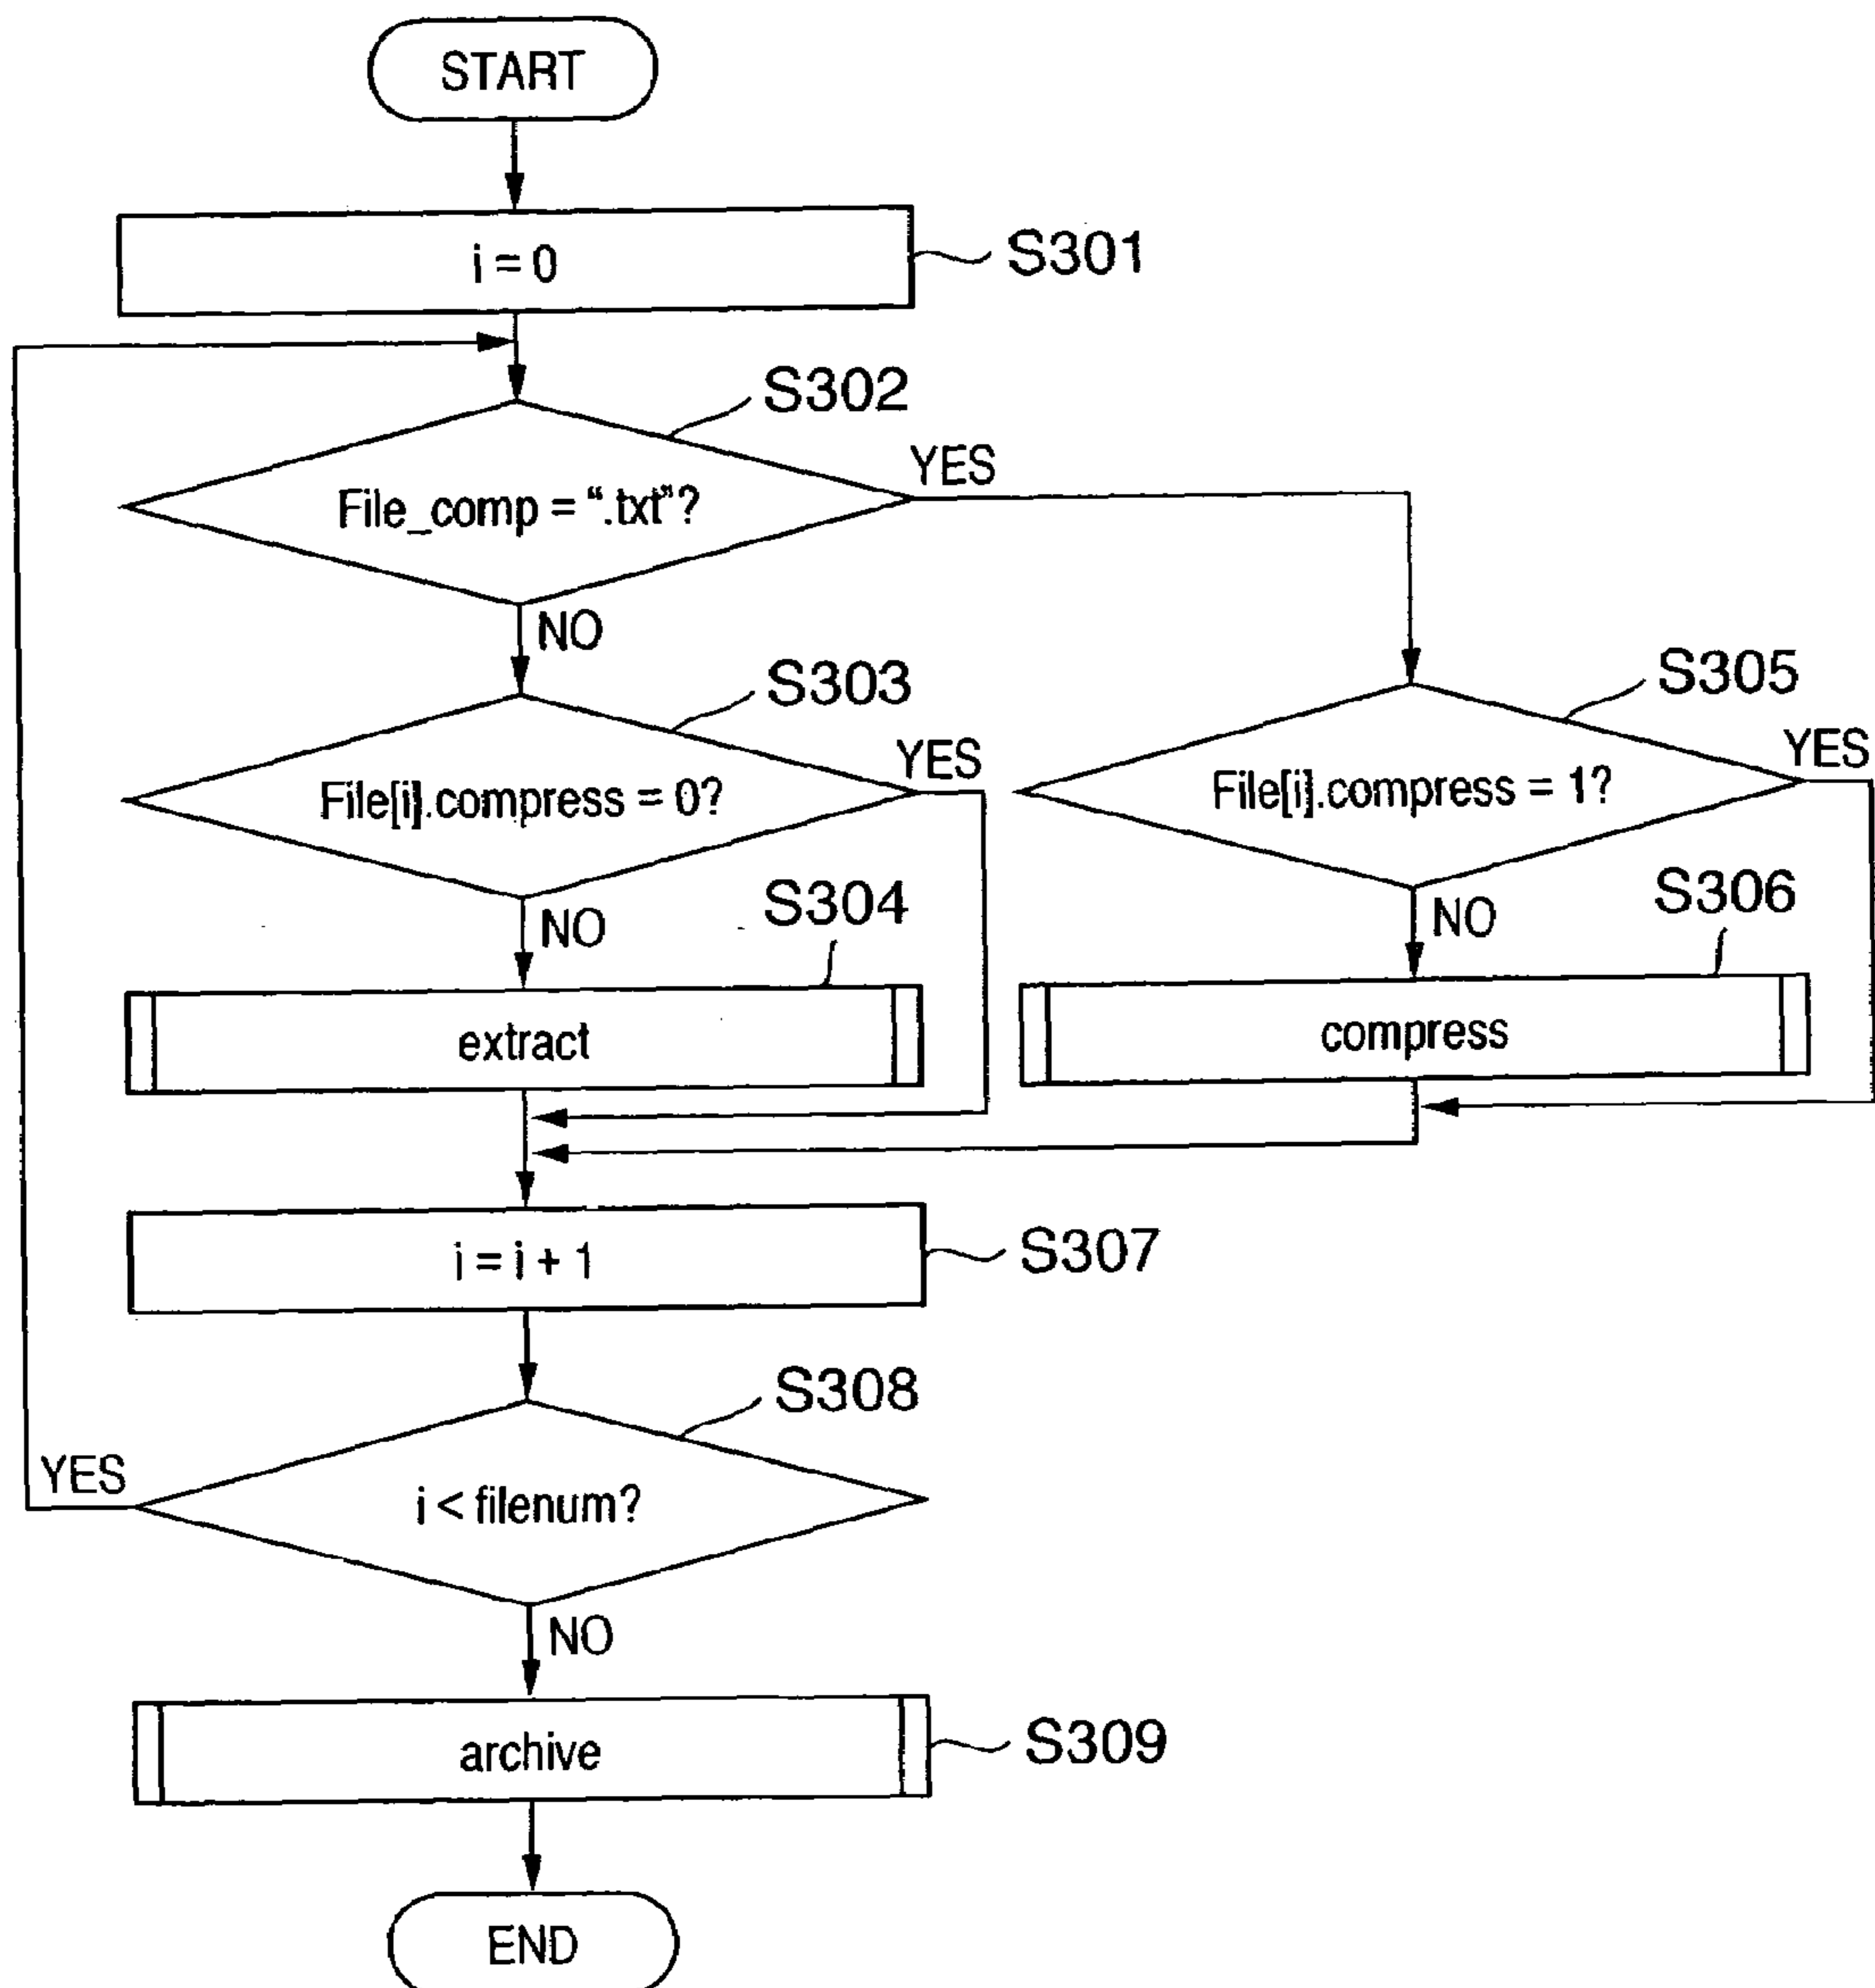 START
i = 0
S301
S302
File_comp = “.txt”?
YES
NO
S303
File[i].compress = 0?
YES
NO
S305
File[i].compress = 1?
YES
NO
S304
extract
S306
compress
i = i + 1
S307
S308
i < filenum?
YES
NO
archive
S309
END